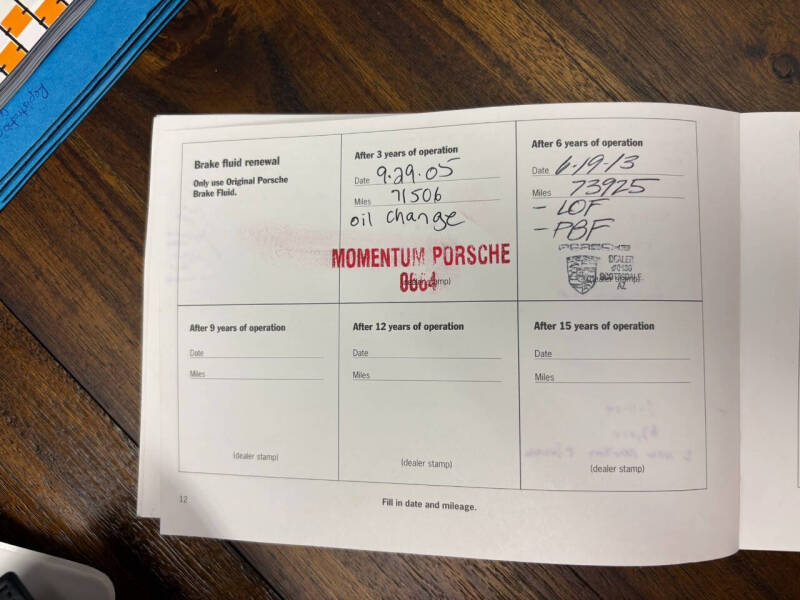 Brake fluid renewal
Only use Original Porsche
Brake Fluid.
After 3 years of operation
Date 9.29.05
Miles 71506
oil change
MOMENTUM PORSCHE
0664
(dealer stamp)
After 6 years of operation
Date 6-19-13
Miles 73925
- LOF
- PBF
PORSCHE
DEALER
SCOTTSDALE
AZ
(dealer stamp)
After 9 years of operation
Date
Miles
(dealer stamp)
After 12 years of operation
Date
Miles
(dealer stamp)
After 15 years of operation
Date
Miles
(dealer stamp)
12
Fill in date and mileage.